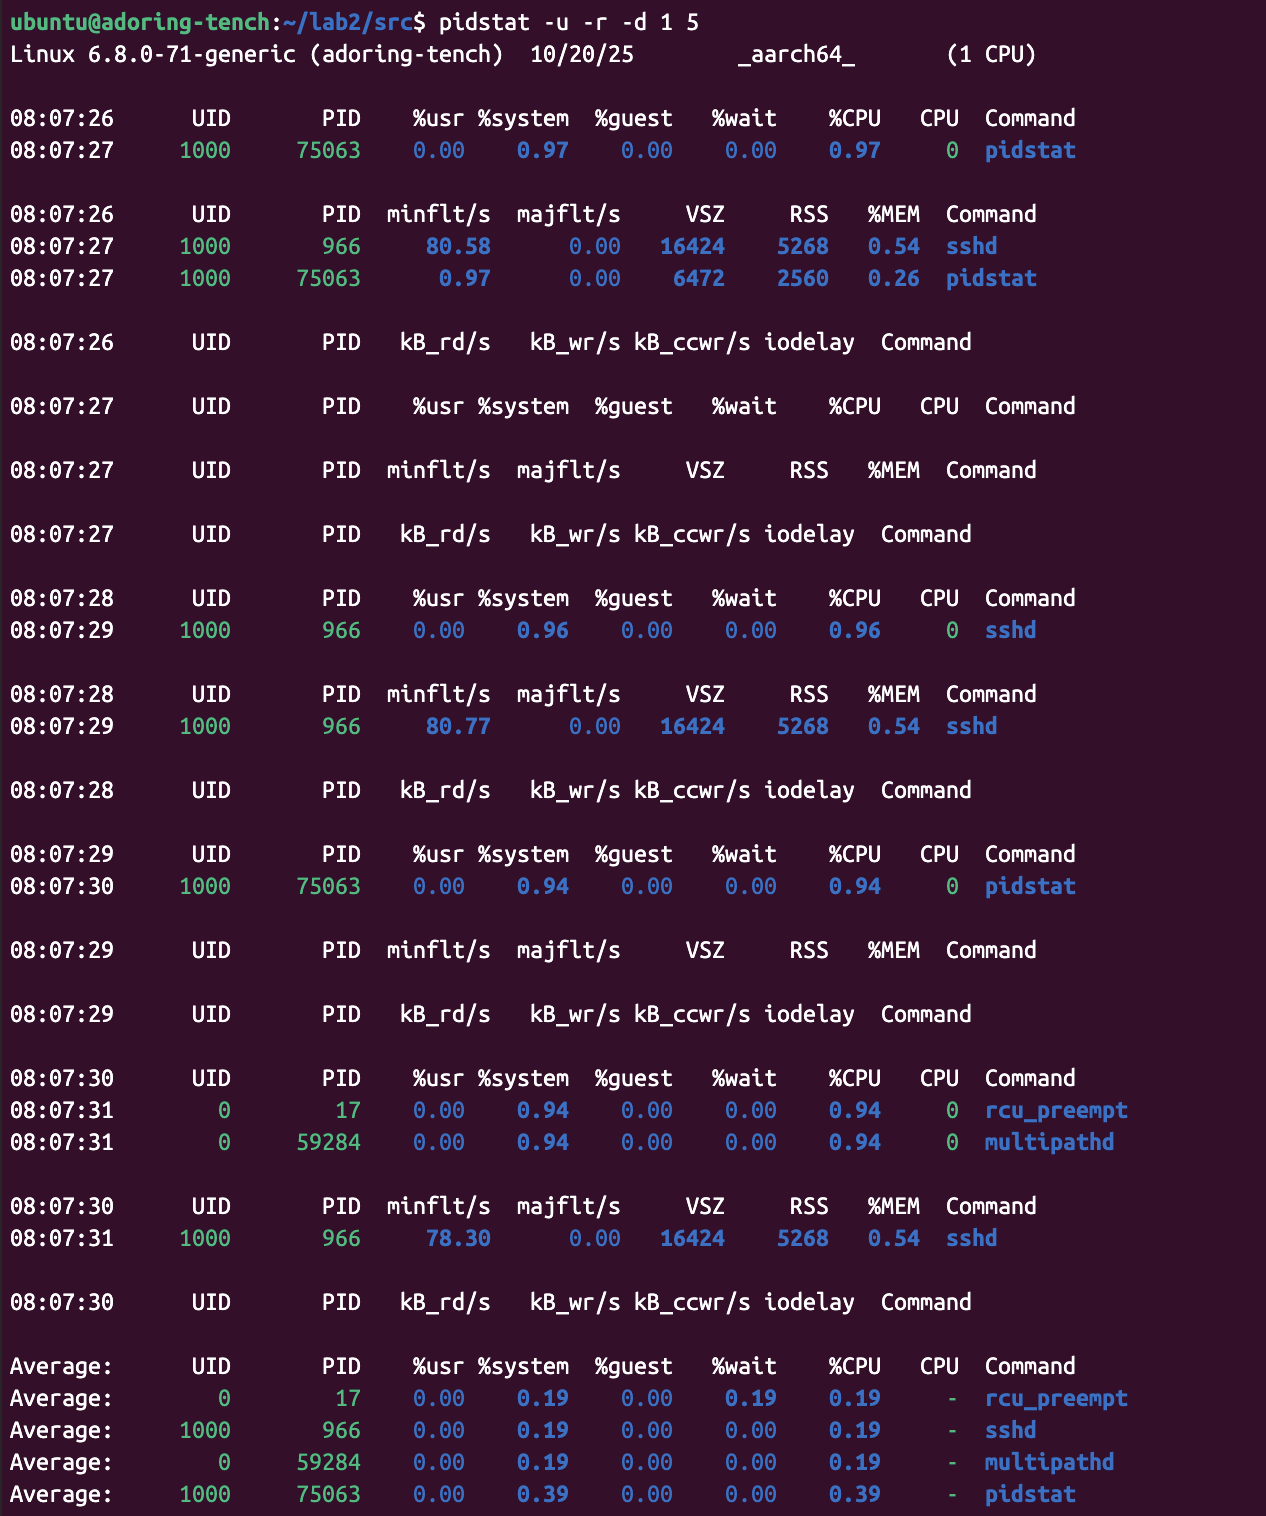 ubuntu@adoring-tench:~/lab2/src$ pidstat -u -r -d 1 5
Linux 6.8.0-71-generic (adoring-tench)  10/20/25        _aarch64_       (1 CPU)
08:07:26      UID       PID    %usr %system  %guest   %wait    %CPU   CPU  Command
08:07:27     1000     75063    0.00    0.97    0.00    0.00    0.97     0  pidstat
08:07:26      UID       PID  minflt/s  majflt/s     VSZ     RSS   %MEM  Command
08:07:27     1000       966     80.58      0.00   16424    5268   0.54  sshd
08:07:27     1000     75063      0.97      0.00    6472    2560   0.26  pidstat
08:07:26      UID       PID   kB_rd/s   kB_wr/s kB_ccwr/s iodelay  Command
08:07:27      UID       PID    %usr %system  %guest   %wait    %CPU   CPU  Command
08:07:27      UID       PID  minflt/s  majflt/s     VSZ     RSS   %MEM  Command
08:07:27      UID       PID   kB_rd/s   kB_wr/s kB_ccwr/s iodelay  Command
08:07:28      UID       PID    %usr %system  %guest   %wait    %CPU   CPU  Command
08:07:29     1000       966    0.00    0.96    0.00    0.00    0.96     0  sshd
08:07:28      UID       PID  minflt/s  majflt/s     VSZ     RSS   %MEM  Command
08:07:29     1000       966     80.77      0.00   16424    5268   0.54  sshd
08:07:28      UID       PID   kB_rd/s   kB_wr/s kB_ccwr/s iodelay  Command
08:07:29      UID       PID    %usr %system  %guest   %wait    %CPU   CPU  Command
08:07:30     1000     75063    0.00    0.94    0.00    0.00    0.94     0  pidstat
08:07:29      UID       PID  minflt/s  majflt/s     VSZ     RSS   %MEM  Command
08:07:29      UID       PID   kB_rd/s   kB_wr/s kB_ccwr/s iodelay  Command
08:07:30      UID       PID    %usr %system  %guest   %wait    %CPU   CPU  Command
08:07:31        0        17    0.00    0.94    0.00    0.00    0.94     0  rcu_preempt
08:07:31        0     59284    0.00    0.94    0.00    0.00    0.94     0  multipathd
08:07:30      UID       PID  minflt/s  majflt/s     VSZ     RSS   %MEM  Command
08:07:31     1000       966     78.30      0.00   16424    5268   0.54  sshd
08:07:30      UID       PID   kB_rd/s   kB_wr/s kB_ccwr/s iodelay  Command
Average:      UID       PID    %usr %system  %guest   %wait    %CPU   CPU  Command
Average:        0        17    0.00    0.19    0.00    0.19    0.19     -  rcu_preempt
Average:     1000       966    0.00    0.19    0.00    0.00    0.19     -  sshd
Average:        0     59284    0.00    0.19    0.00    0.00    0.19     -  multipathd
Average:     1000     75063    0.00    0.39    0.00    0.00    0.39     -  pidstat